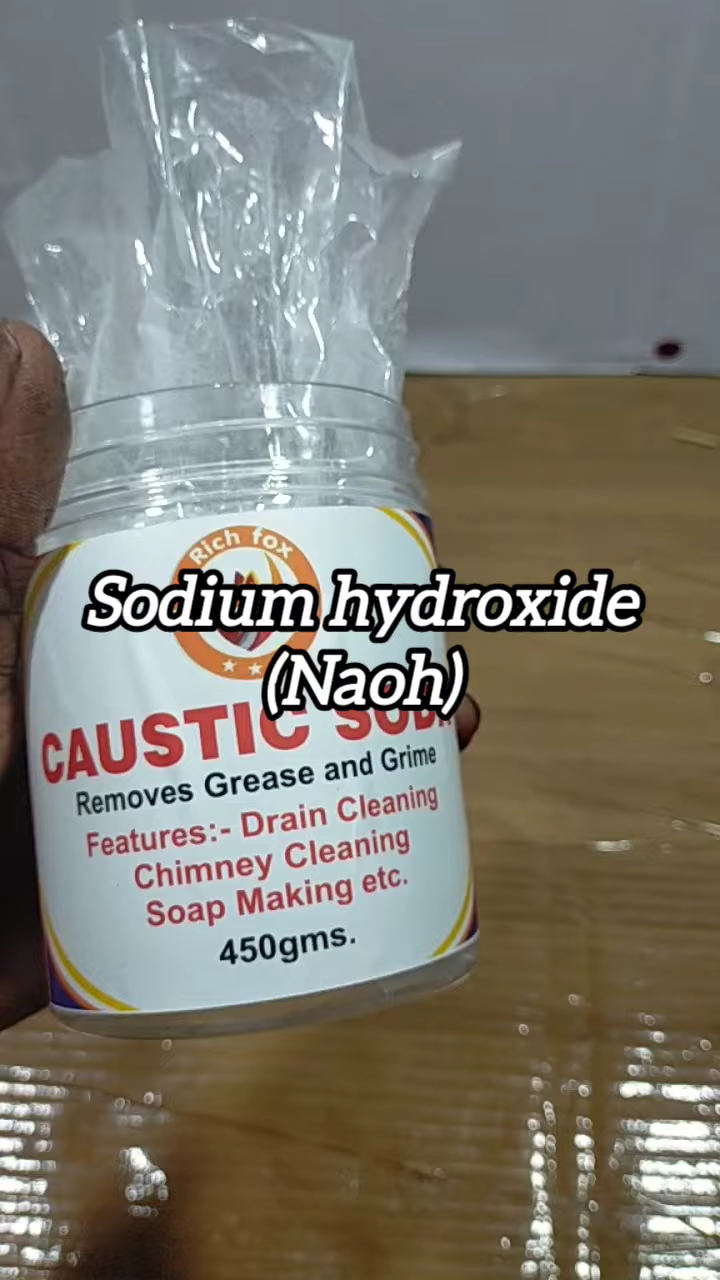 Rich fox
Sodium hydroxide
(Naoh)
CAUSTIC SODA
Removes Grease and Grime
Features:- Drain Cleaning
Chimney Cleaning
Soap Making etc.
450gms.